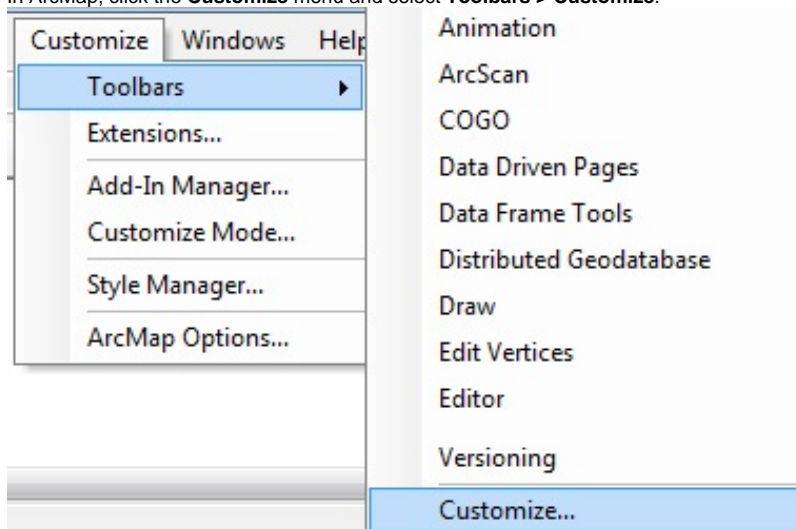 In ArcMap, click the Customize menu and select Toolbars > Customize.
Customize Windows Help
Toolbars
Extensions...
Add-In Manager...
Customize Mode...
Style Manager...
ArcMap Options...
Animation
ArcScan
COGO
Data Driven Pages
Data Frame Tools
Distributed Geodatabase
Draw
Edit Vertices
Editor
Versioning
Customize...